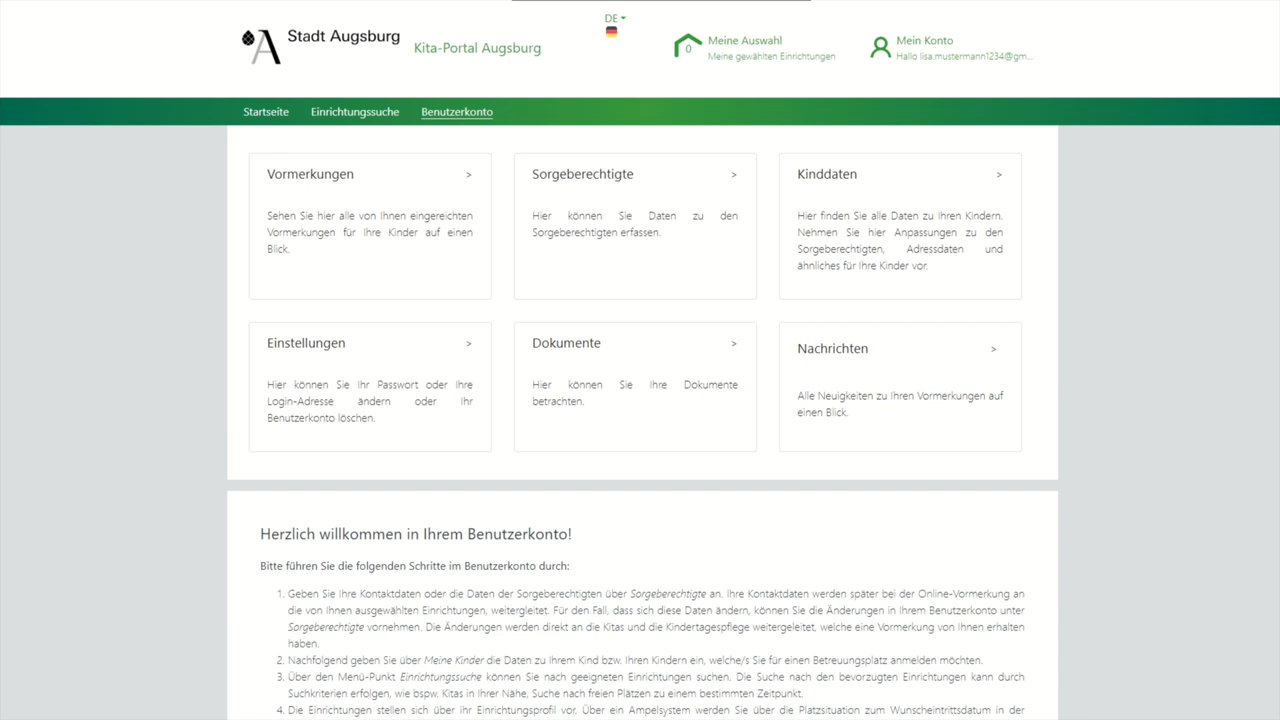 Stadt Augsburg
Kita-Portal Augsburg
DE
0
Meine Auswahl
Meine gewählten Einrichtungen
Mein Konto
Hallo lisa.mustermann1234@gm...
Startseite
Einrichtungssuche
Benutzerkonto
Vormerkungen >
Sehen Sie hier alle von Ihnen eingereichten
Vormerkungen für Ihre Kinder auf einen
Blick.
Sorgeberechtigte >
Hier können Sie Daten zu den
Sorgeberechtigten erfassen.
Kinddaten >
Hier finden Sie alle Daten zu Ihren Kindern.
Nehmen Sie hier Anpassungen zu den
Sorgeberechtigten, Adressdaten und
ähnliches für Ihre Kinder vor.
Einstellungen >
Hier können Sie Ihr Passwort oder Ihre
Login-Adresse ändern oder Ihr
Benutzerkonto löschen.
Dokumente >
Hier können Sie Ihre Dokumente
betrachten.
Nachrichten >
Alle Neuigkeiten zu Ihren Vormerkungen auf
einen Blick.
Herzlich willkommen in Ihrem Benutzerkonto!
Bitte führen Sie die folgenden Schritte im Benutzerkonto durch:
1. Geben Sie Ihre Kontaktdaten oder die Daten der Sorgeberechtigten über Sorgeberechtigte an. Ihre Kontaktdaten werden später bei der Online-Vormerkung an
die von Ihnen ausgewählten Einrichtungen, weitergleitet. Für den Fall, dass sich diese Daten ändern, können Sie die Änderungen in Ihrem Benutzerkonto unter
Sorgeberechtigte vornehmen. Die Änderungen werden direkt an die Kitas und die Kindertagespflege weitergeleitet, welche eine Vormerkung von Ihnen erhalten
haben.
2. Nachfolgend geben Sie über Meine Kinder die Daten zu Ihrem Kind bzw. Ihren Kindern ein, welche/s Sie für einen Betreuungsplatz anmelden möchten.
3. Über den Menü-Punkt Einrichtungssuche können Sie nach geeigneten Einrichtungen suchen. Die Suche nach den bevorzugten Einrichtungen kann durch
Suchkriterien erfolgen, wie bspw. Kitas in Ihrer Nähe, Suche nach freien Plätzen zu einem bestimmten Zeitpunkt.
4. Die Einrichtungen stellen sich über ihr Einrichtungsprofil vor. Über ein Ampelsystem werden Sie über die Platzsituation zum Wunscheintrittsdatum in der